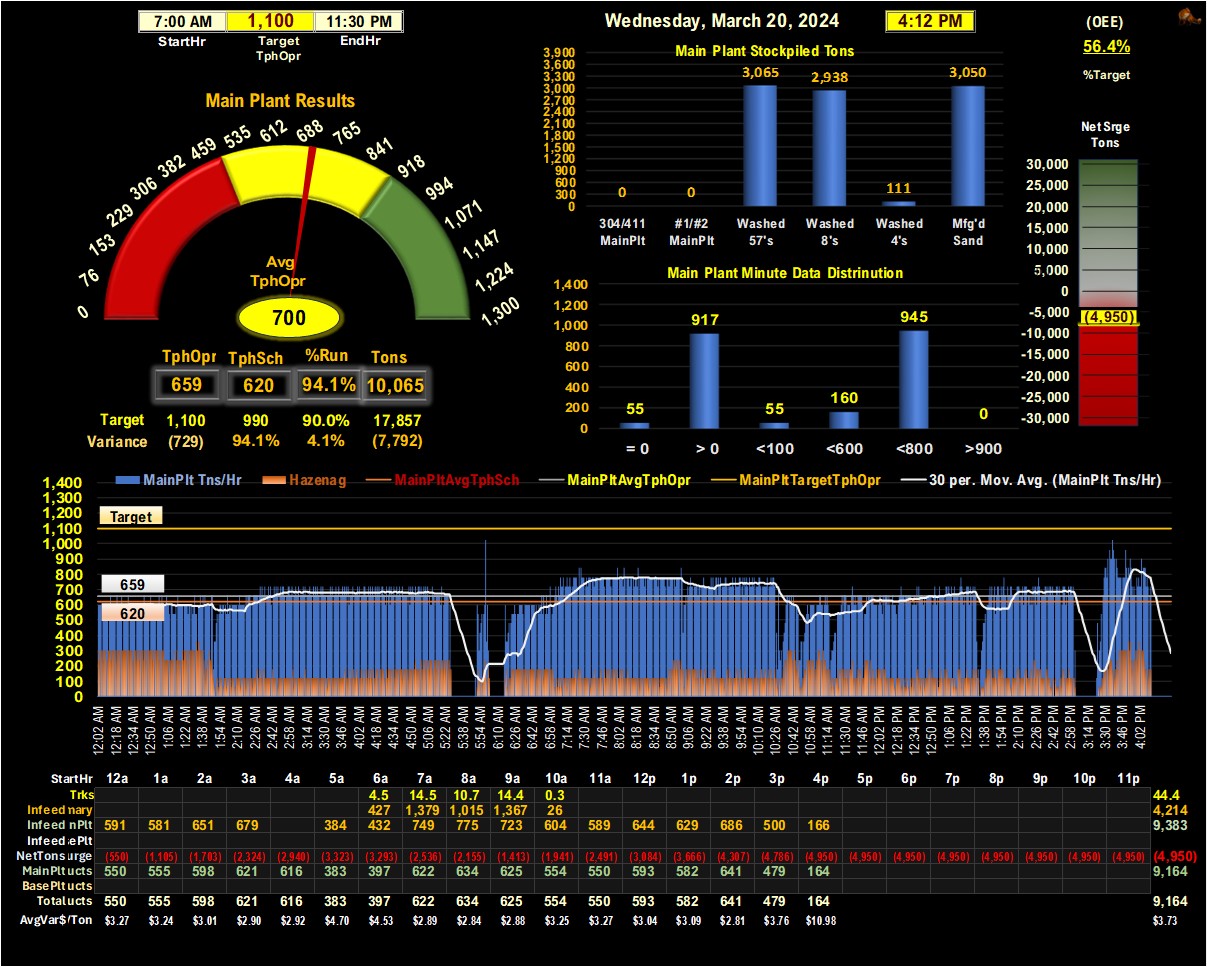 7:00 AM 1,100 11:30 PM
StartHr Target TphOpr EndHr
Wednesday, March 20, 2024 4:12 PM
(OEE)
56.4%
%Target
Main Plant Results
0 76 153 229 306 382 459 535 612 688 765 841 918 994 1,071 1,147 1,224 1,300
Avg
TphOpr
700
TphOpr TphSch %Run Tons
659 620 94.1% 10,065
Target 1,100 990 90.0% 17,857
Variance (729) 94.1% 4.1% (7,792)
Main Plant Stockpiled Tons
3,900
3,600
3,300
3,000
2,700
2,400
2,100
1,800
1,500
1,200
900
600
300
0
0 0 3,065 2,938 111 3,050
304/411 #1/#2 Washed Washed Washed Mfg'd
MainPlt MainPlt 57's 8's 4's Sand
Main Plant Minute Data Distrinution
1,400
1,200
1,000
800
600
400
200
0
55 917 55 160 945 0
= 0 > 0 <100 <600 <800 >900
Net Srge
Tons
30,000
25,000
20,000
15,000
10,000
5,000
0
-5,000
(4,950)
-10,000
-15,000
-20,000
-25,000
-30,000
MainPlt Tns/Hr Hazenag MainPltAvgTphSch MainPltAvgTphOpr MainPltTargetTphOpr 30 per. Mov. Avg. (MainPlt Tns/Hr)
1,400
1,300
1,200
1,100
1,000
900
800
700
600
500
400
300
200
100
0
Target
659
620
12:02 AM 12:18 AM 12:34 AM 12:50 AM 1:06 AM 1:22 AM 1:38 AM 1:54 AM 2:10 AM 2:26 AM 2:42 AM 2:58 AM 3:14 AM 3:30 AM 3:46 AM 4:02 AM 4:18 AM 4:34 AM 4:50 AM 5:06 AM 5:22 AM 5:38 AM 5:54 AM 6:10 AM 6:26 AM 6:42 AM 6:58 AM 7:14 AM 7:30 AM 7:46 AM 8:02 AM 8:18 AM 8:34 AM 8:50 AM 9:06 AM 9:22 AM 9:38 AM 9:54 AM 10:10 AM 10:26 AM 10:42 AM 10:58 AM 11:14 AM 11:30 AM 11:46 AM 12:02 PM 12:18 PM 12:34 PM 12:50 PM 1:06 PM 1:22 PM 1:38 PM 1:54 PM 2:10 PM 2:26 PM 2:42 PM 2:58 PM 3:14 PM 3:30 PM 3:46 PM 4:02 PM
StartHr 12a 1a 2a 3a 4a 5a 6a 7a 8a 9a 10a 11a 12p 1p 2p 3p 4p 5p 6p 7p 8p 9p 10p 11p
Trks 4.5 14.5 10.7 14.4 0.3 44.4
Infeed nary 427 1,379 1,015 1,367 26 4,214
Infeed nPlt 591 581 651 679 384 432 749 775 723 604 589 644 629 686 500 166 9,383
Infeed ePlt
NetTons urge (550) (1,105) (1,703) (2,324) (2,940) (3,323) (3,293) (2,536) (2,155) (1,413) (1,941) (2,491) (3,084) (3,666) (4,307) (4,786) (4,950) (4,950) (4,950) (4,950) (4,950) (4,950) (4,950) (4,950) (4,950)
MainPlt ucts 550 555 598 621 616 383 397 622 634 625 554 550 593 582 641 479 164 9,164
BasePlt ucts
Total ucts 550 555 598 621 616 383 397 622 634 625 554 550 593 582 641 479 164 9,164
AvgVar$/Ton $3.27 $3.24 $3.01 $2.90 $2.92 $4.70 $4.53 $2.89 $2.84 $2.88 $3.25 $3.27 $3.04 $3.09 $2.81 $3.76 $10.98 $3.73